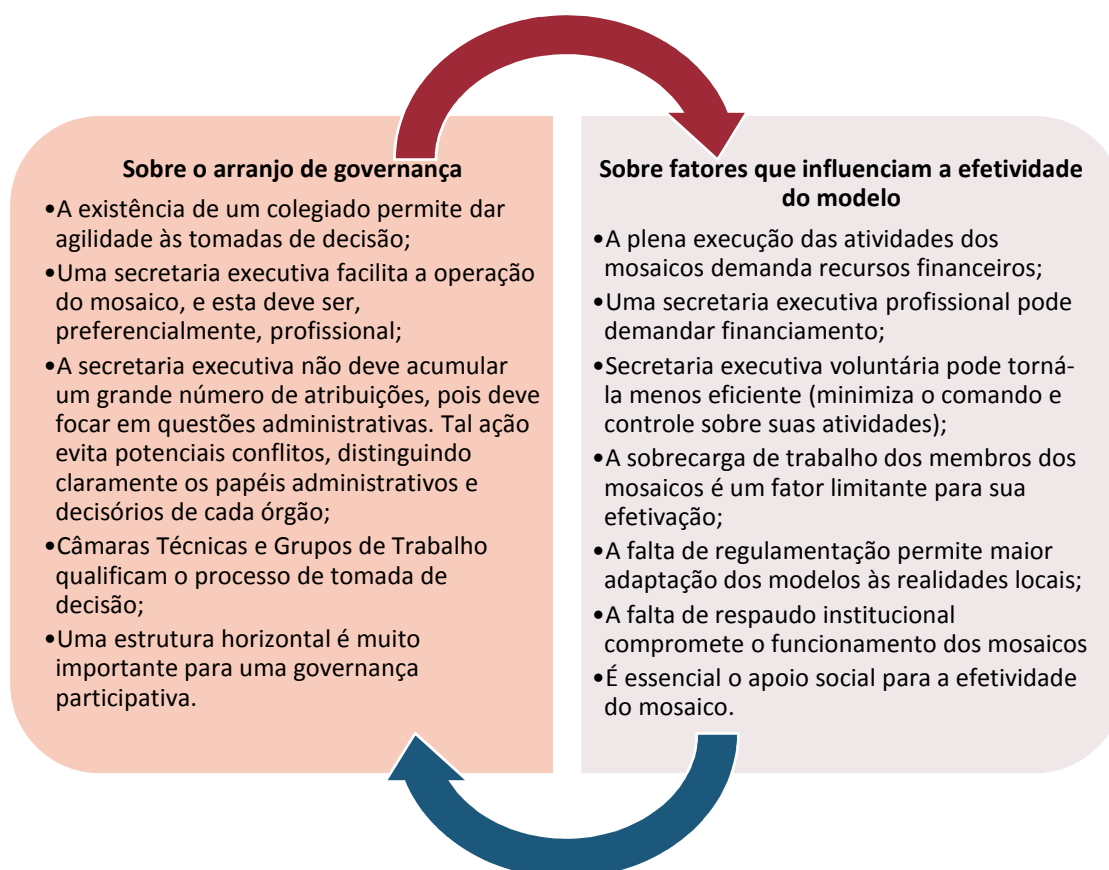 Sobre o arranjo de governança
•A existência de um colegiado permite dar
agilidade às tomadas de decisão;
•Uma secretaria executiva facilita a operação
do mosaico, e esta deve ser,
preferencialmente, profissional;
•A secretaria executiva não deve acumular
um grande número de atribuições, pois deve
focar em questões administrativas. Tal ação
evita potenciais conflitos, distinguindo
claramente os papéis administrativos e
decisórios de cada órgão;
•Câmaras Técnicas e Grupos de Trabalho
qualificam o processo de tomada de
decisão;
•Uma estrutura horizontal é muito
importante para uma governança
participativa.
Sobre fatores que influenciam a efetividade
do modelo
•A plena execução das atividades dos
mosaicos demanda recursos financeiros;
•Uma secretaria executiva profissional pode
demandar financiamento;
•Secretaria executiva voluntária pode torná-
la menos eficiente (minimiza o comando e
controle sobre suas atividades);
•A sobrecarga de trabalho dos membros dos
mosaicos é um fator limitante para sua
efetivação;
•A falta de regulamentação permite maior
adaptação dos modelos às realidades locais;
•A falta de respaudo institucional
compromete o funcionamento dos mosaicos
•É essencial o apoio social para a efetividade
do mosaico.